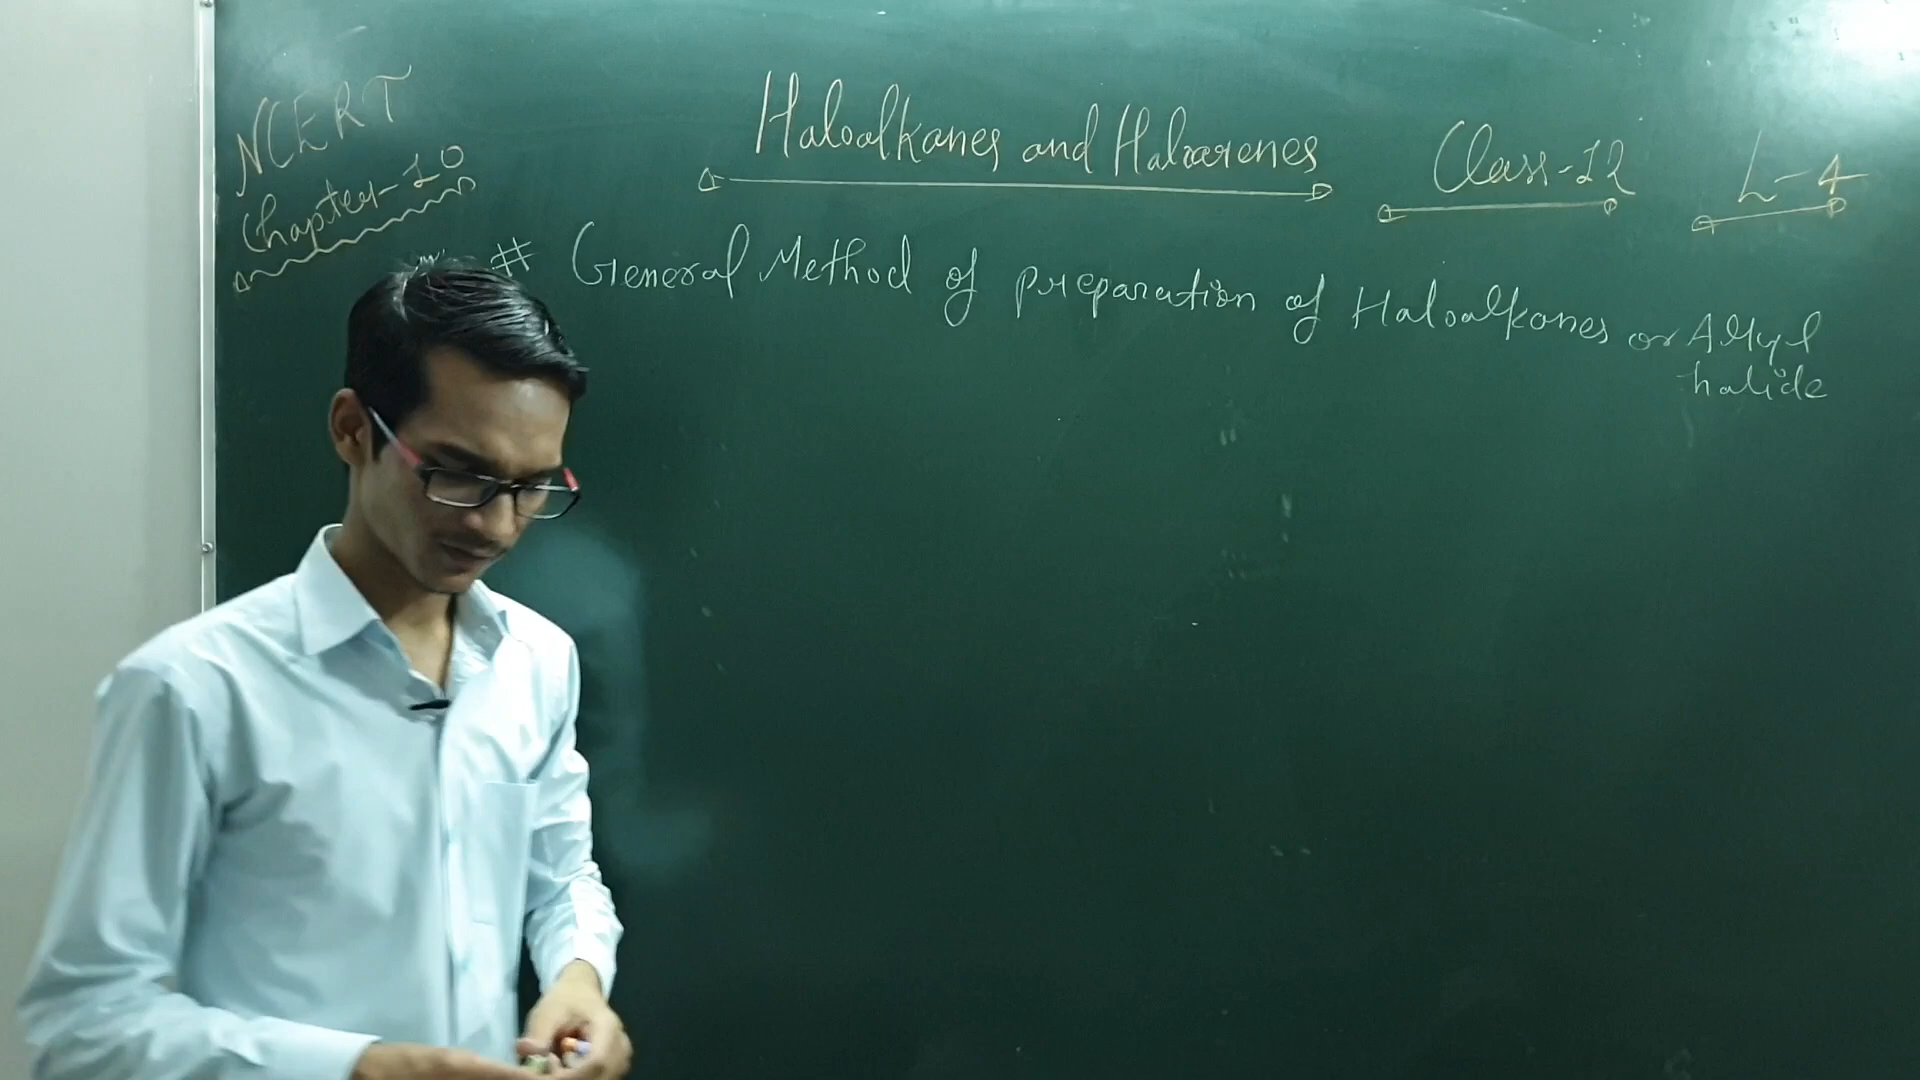 NCERT
Chapter-10
Haloalkanes and Haloarenes
Class-12
L-4
# General Method of preparation of Haloalkanes or Alkyl
halide